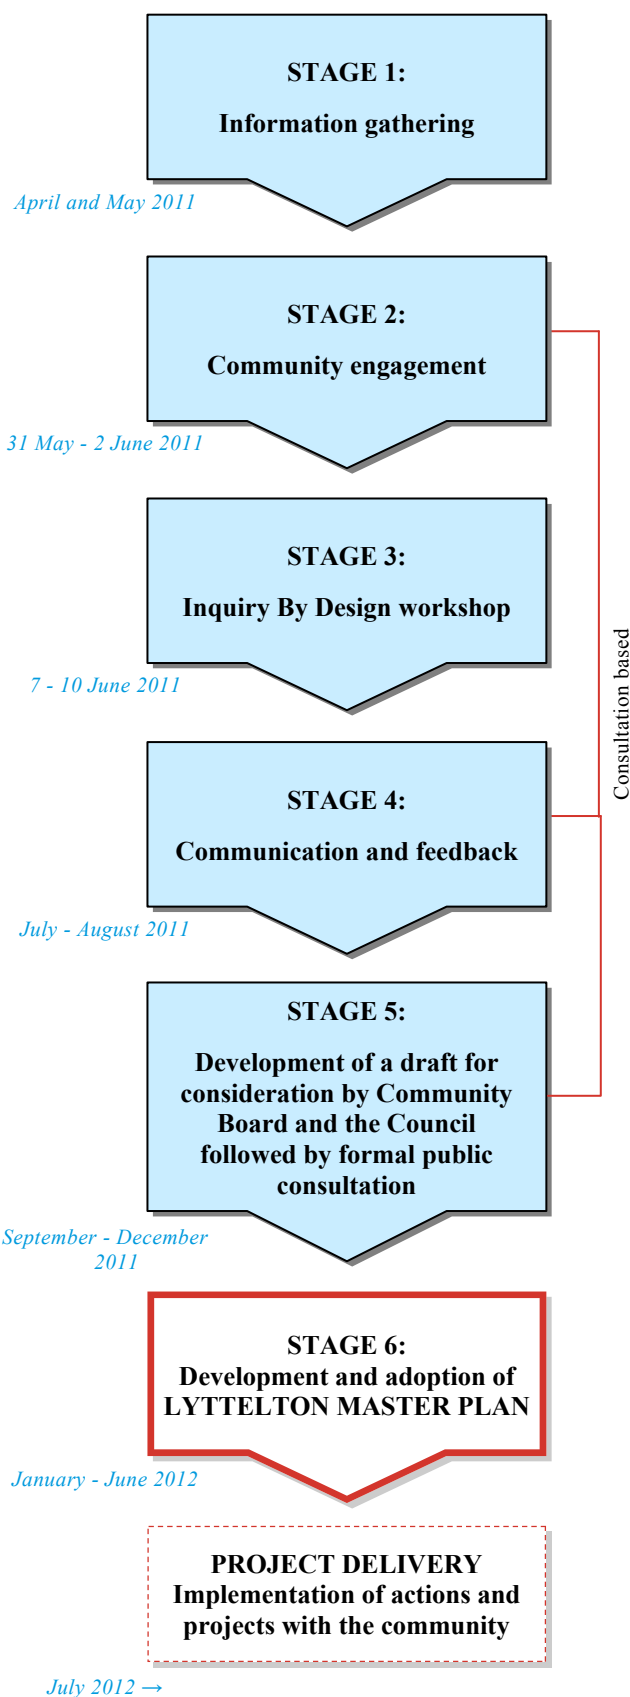 STAGE 1:
Information gathering
April and May 2011
STAGE 2:
Community engagement
31 May - 2 June 2011
STAGE 3:
Inquiry By Design workshop
7 - 10 June 2011
Consultation based
STAGE 4:
Communication and feedback
July - August 2011
STAGE 5:
Development of a draft for
consideration by Community
Board and the Council
followed by formal public
consultation
September - December
2011
STAGE 6:
Development and adoption of
LYTTELTON MASTER PLAN
January - June 2012
PROJECT DELIVERY
Implementation of actions and
projects with the community
July 2012 →